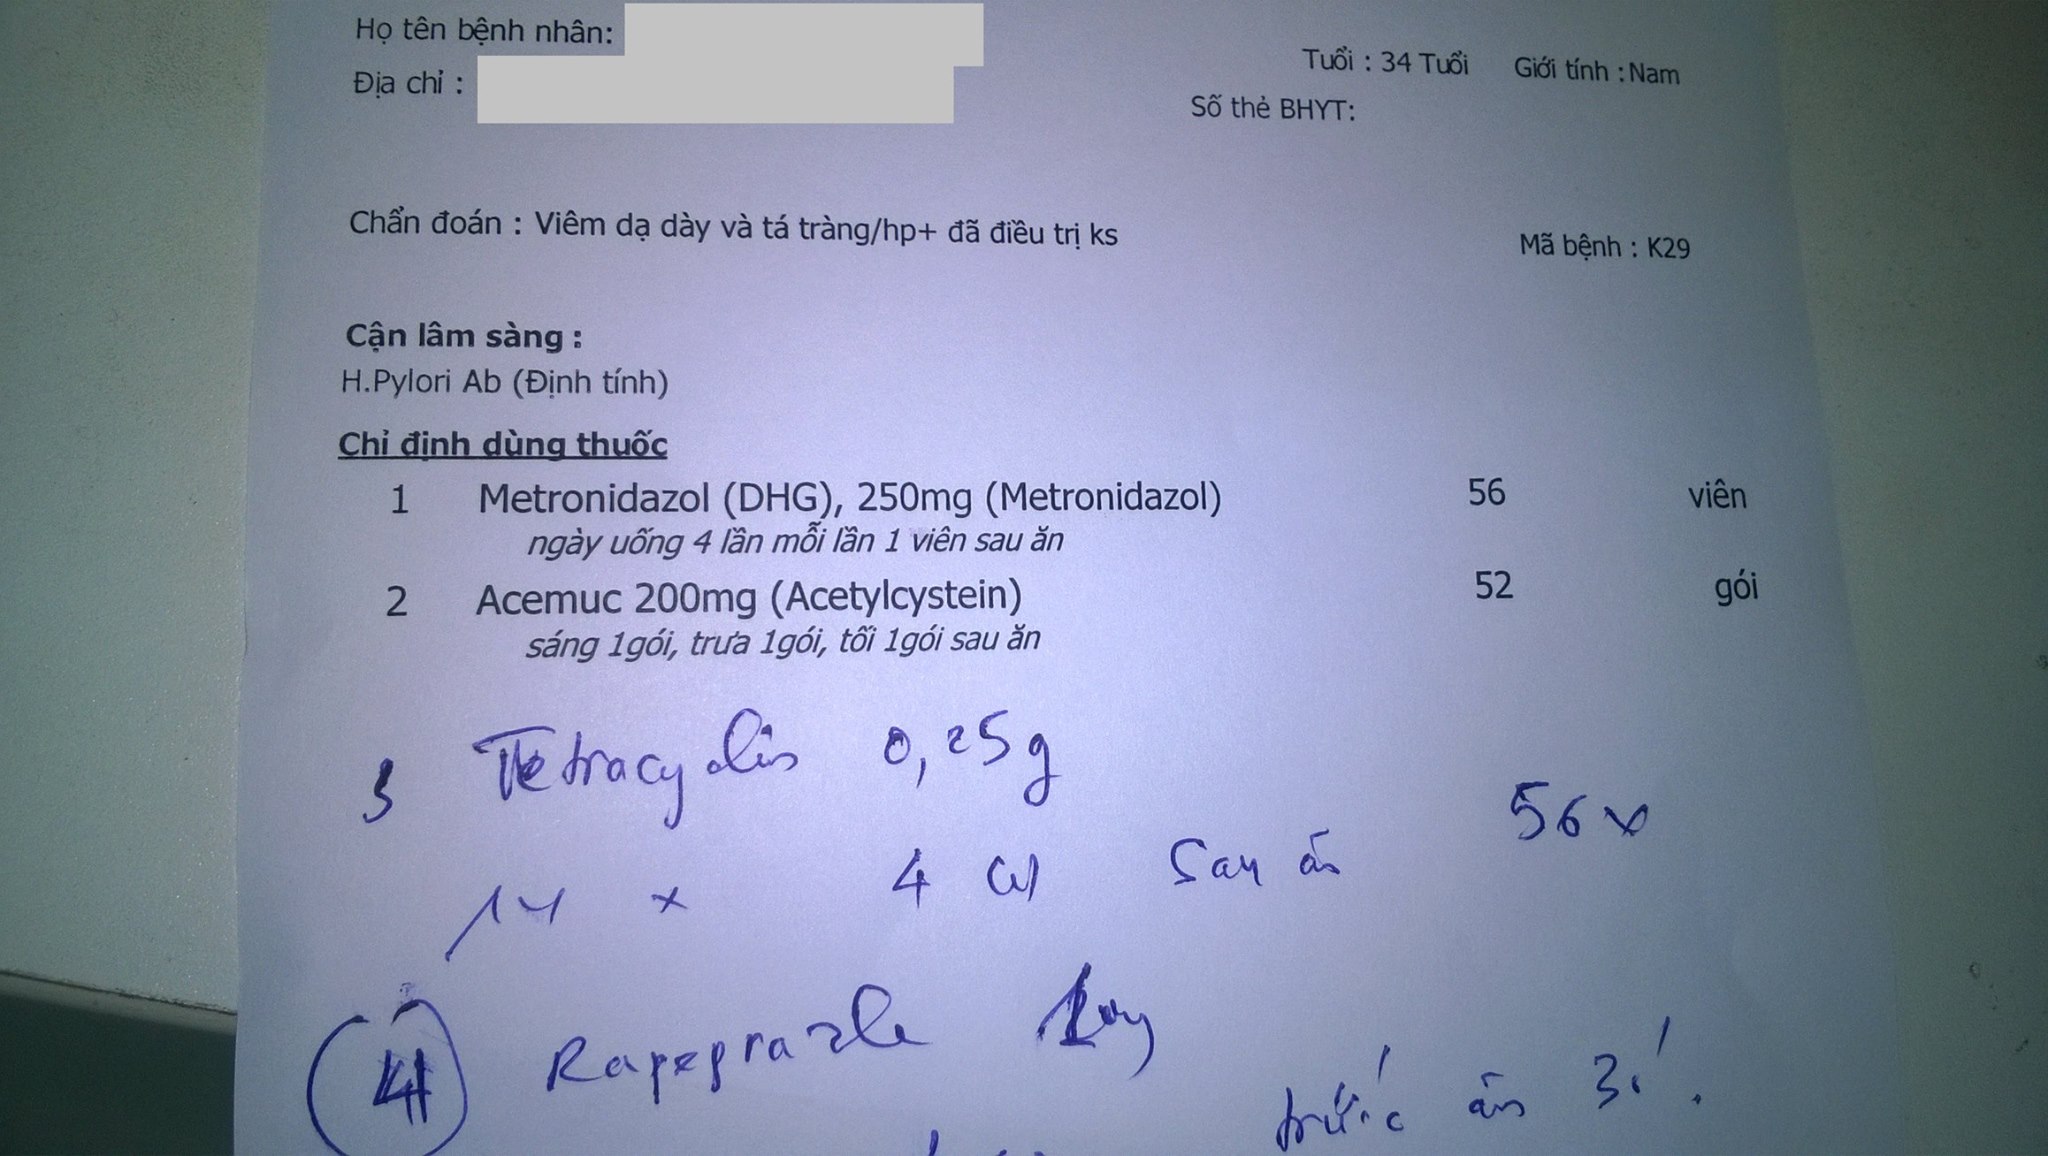 Họ tên bệnh nhân:
Tuổi : 34 Tuổi Giới tính :Nam
Địa chỉ :
Số thẻ BHYT:
Chẩn đoán : Viêm dạ dày và tá tràng/hp+ đã điều trị ks
Mã bệnh : K29
Cận lâm sàng :
H.Pylori Ab (Định tính)
Chỉ định dùng thuốc
1 Metronidazol (DHG), 250mg (Metronidazol) 56 viên
ngày uống 4 lần mỗi lần 1 viên sau ăn
2 Acemuc 200mg (Acetylcystein) 52 gói
sáng 1gói, trưa 1gói, tối 1gói sau ăn
3 Tetracyclin 0,25g
56
x 4 sau ăn
4 Rapeprazole
trước ăn 30'